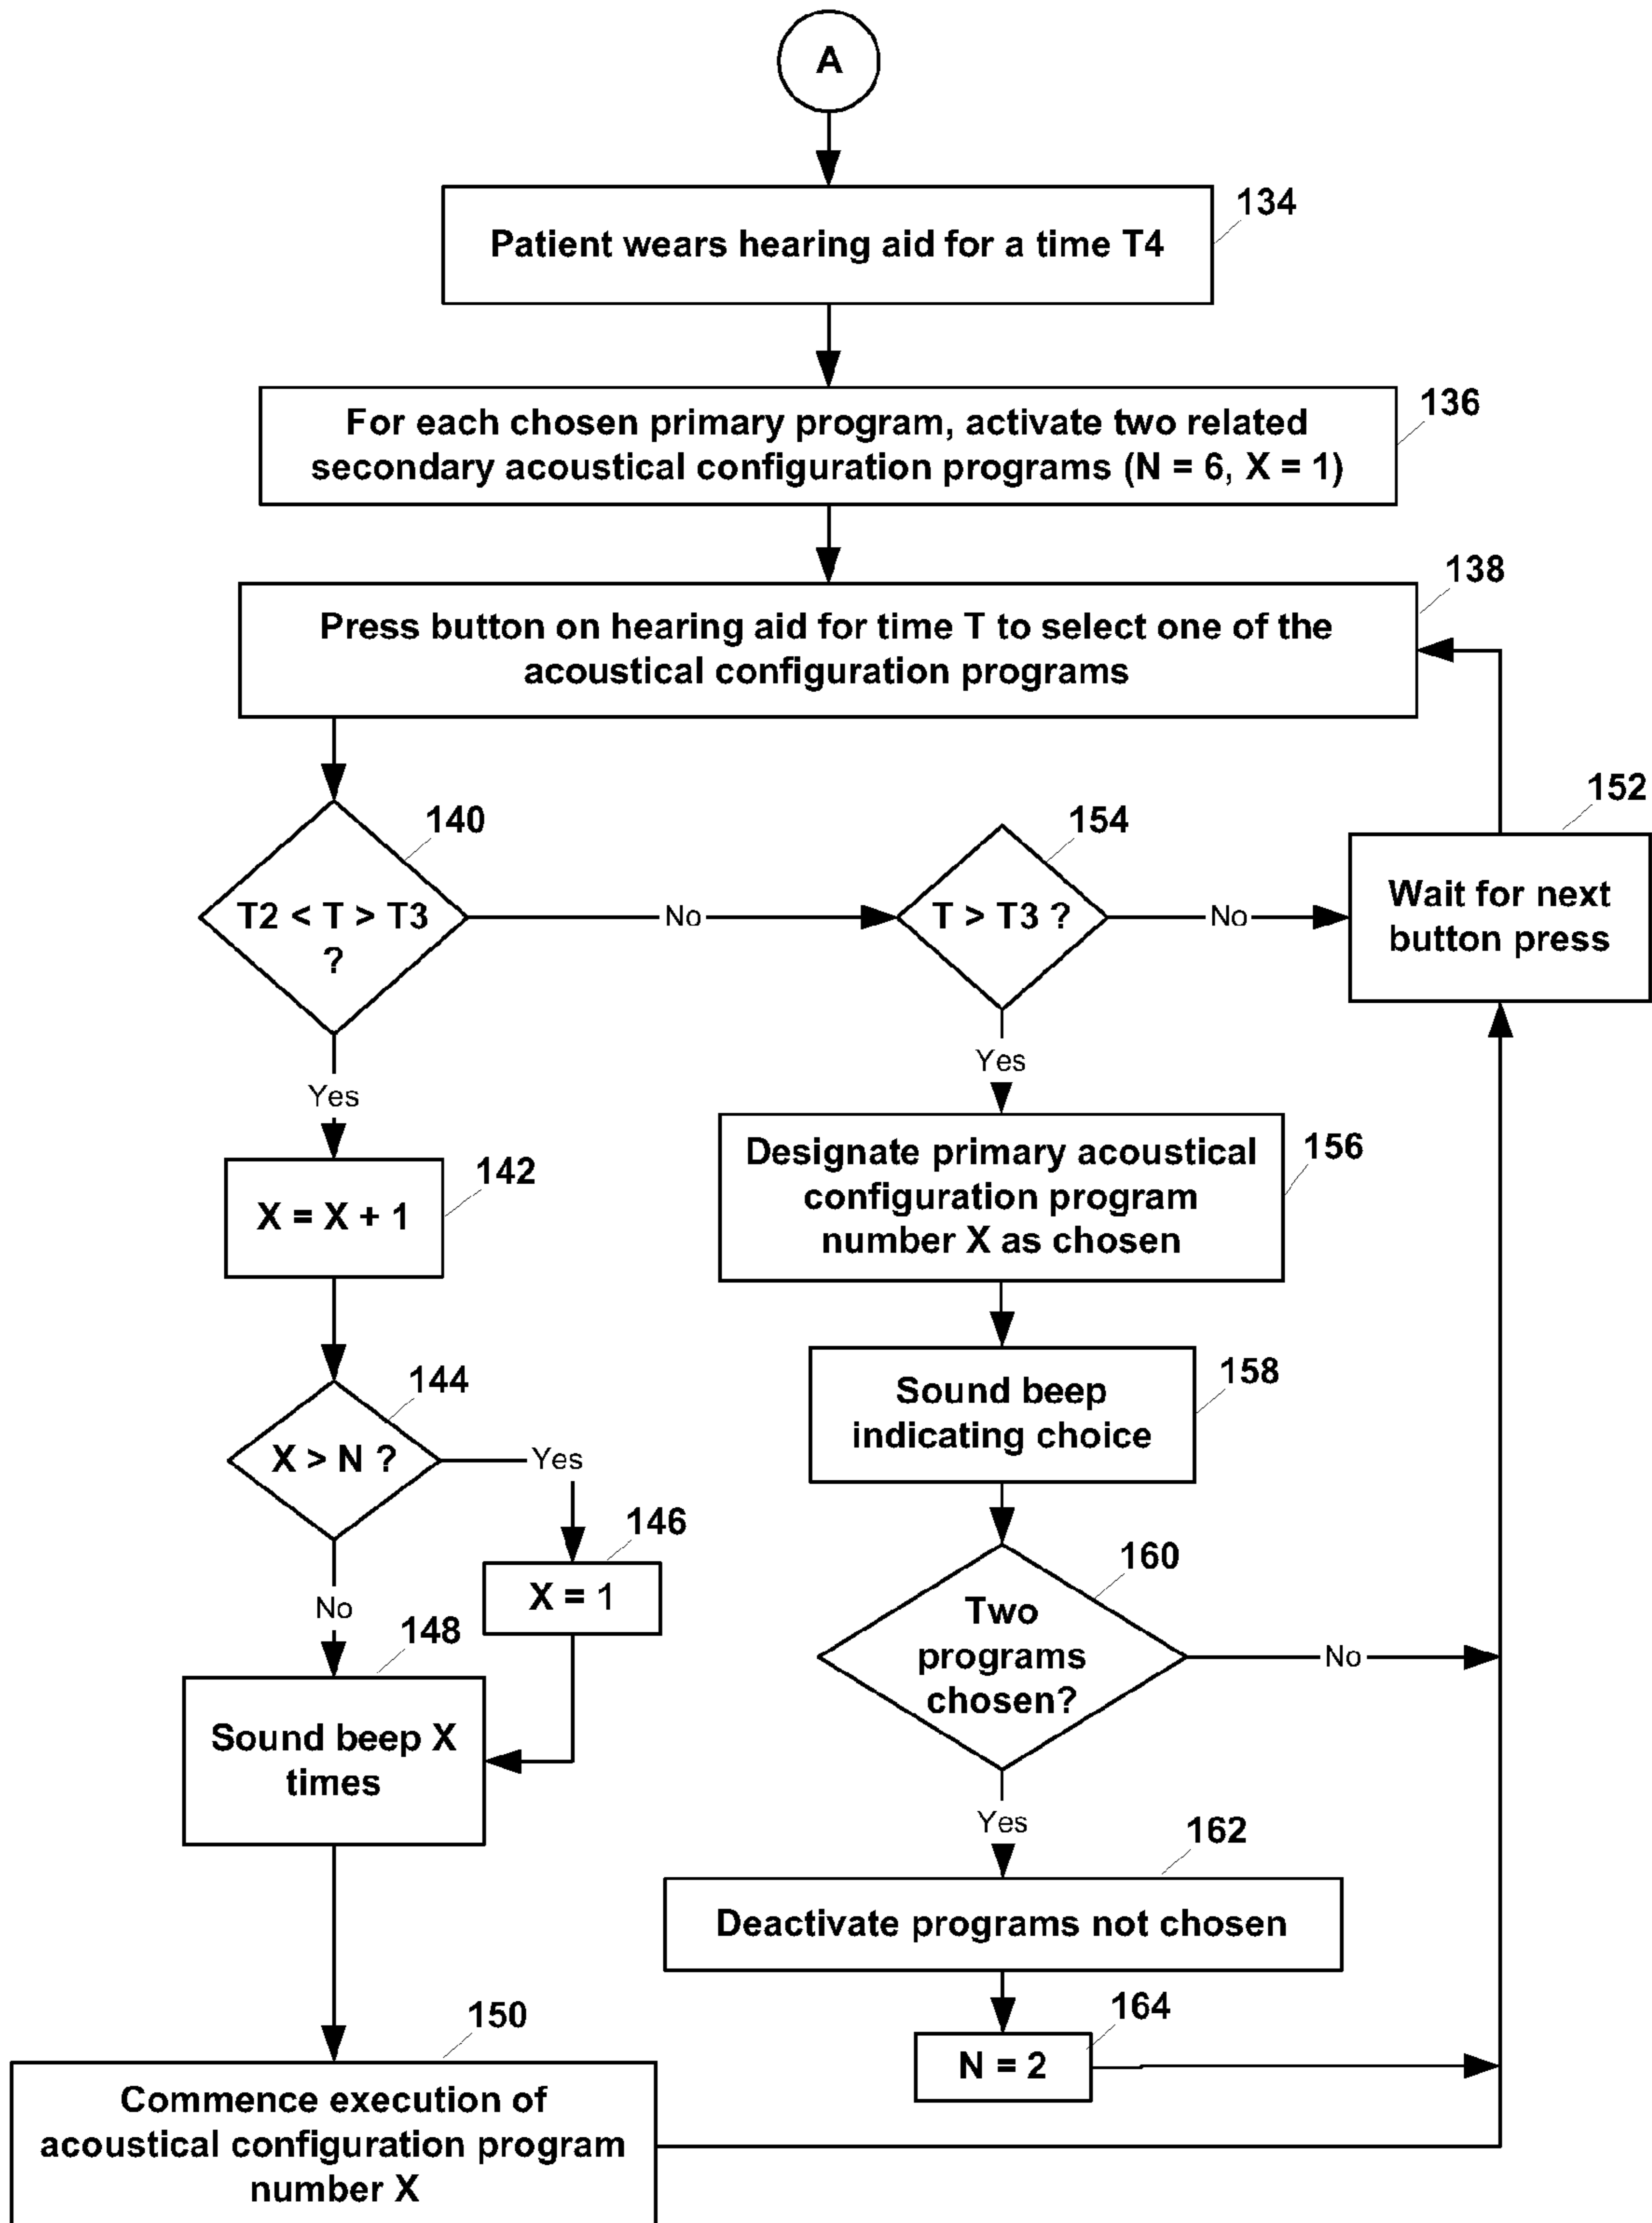 A
134
Patient wears hearing aid for a time T4
136
For each chosen primary program, activate two related
secondary acoustical configuration programs (N = 6, X = 1)
138
Press button on hearing aid for time T to select one of the
acoustical configuration programs
140
T2 < T > T3
?
No
154
T > T3 ?
No
152
Wait for next
button press
Yes
Yes
142
X = X + 1
156
Designate primary acoustical
configuration program
number X as chosen
144
X > N ?
Yes
158
Sound beep
indicating choice
146
X = 1
No
148
Sound beep X
times
160
Two
programs
chosen?
No
Yes
162
Deactivate programs not chosen
164
N = 2
150
Commence execution of
acoustical configuration program
number X